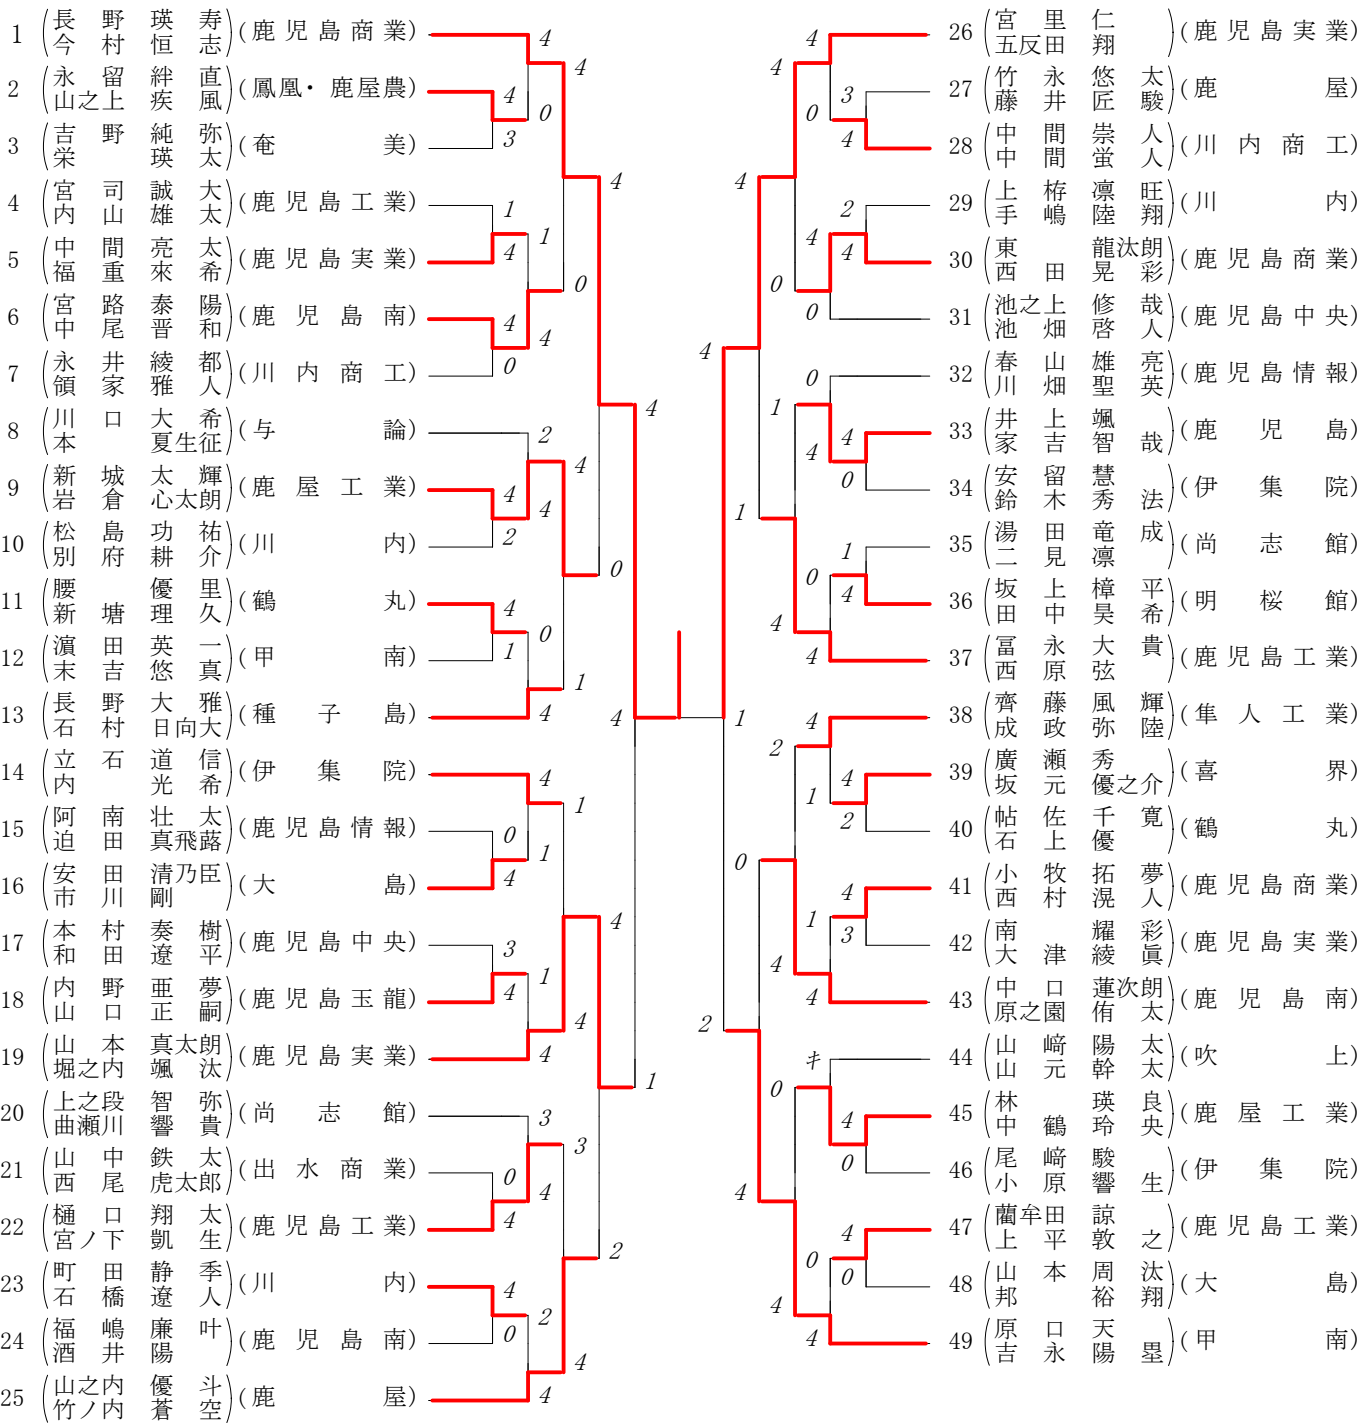 1 長野瑛寿 今村恒志 (鹿児島商業)
2 永留絆直 山之上疾風 (鳳凰・鹿屋農)
3 吉野純弥 栄瑛太 (奄美)
4 宮司誠大 内山雄太 (鹿児島工業)
5 中間亮太 福重來希 (鹿児島実業)
6 宮路泰陽 中尾晋和 (鹿児島南)
7 永井綾都 領家雅人 (川内商工)
8 川口大希 本夏生征 (与論)
9 新城太輝 岩倉心太朗 (鹿屋工業)
10 松島功祐 別府耕介 (川内)
11 腰優里 新塘理久 (鶴丸)
12 濵田英一 末吉悠真 (甲南)
13 長野大雅 石村日向大 (種子島)
14 立石道信 内光希 (伊集院)
15 阿南壮太 迫田真飛蕗 (鹿児島情報)
16 安田清乃臣 市川剛 (大島)
17 本村奏樹 和田遼平 (鹿児島中央)
18 内野亜夢 山口正嗣 (鹿児島玉龍)
19 山本真太朗 堀之内颯汰 (鹿児島実業)
20 上之段智弥 曲瀬川響貴 (尚志館)
21 山中鉄太 西尾虎太郎 (出水商業)
22 樋口翔太 宮ノ下凱生 (鹿児島工業)
23 町田静季 石橋遼人 (川内)
24 福嶋廉叶 酒井陽 (鹿児島南)
25 山之内優斗 竹ノ内蒼空 (鹿屋)
4
4
4
0
3
4
1
1
4
0
4
4
0
4
2
4
4
4
2
0
4
0
1
1
4
4
4
1
0
1
4
4
3
1
4
4
4
1
3
3
0
4
4
2
4
2
0
4
4
26 宮里仁 五反田翔 (鹿児島実業)
27 竹永悠太 藤井匠駿 (鹿屋)
28 中間崇人 中間蛍人 (川内商工)
29 上栫凛旺 手嶋陸翔 (川内)
30 東龍汰朗 西田晃彩 (鹿児島商業)
31 池之上修哉 池畑啓人 (鹿児島中央)
32 春山雄亮 川畑聖英 (鹿児島情報)
33 井上颯 家吉智哉 (鹿児島)
34 安留慧 鈴木秀法 (伊集院)
35 湯田竜成 二見凛 (尚志館)
36 坂上樟平 田中昊希 (明桜館)
37 冨永大貴 西原弦 (鹿児島工業)
38 齊藤風輝 成政弥陸 (隼人工業)
39 廣瀬秀 坂元優之介 (喜界)
40 帖佐千寛 石上優 (鶴丸)
41 小牧拓夢 西村滉人 (鹿児島商業)
42 南耀彩 大津綾眞 (鹿児島実業)
43 中口蓮次朗 原之園侑太 (鹿児島南)
44 山﨑陽太 山元幹太 (吹上)
45 林瑛良 中鶴玲央 (鹿屋工業)
46 尾﨑駿 小原響生 (伊集院)
47 藺牟田諒 上平敦之 (鹿児島工業)
48 山本周汰 邦裕翔 (大島)
49 原口天 吉永陽塁 (甲南)
4
4
3
0
4
4
2
4
4
0
0
4
0
1
4
4
0
1
1
0
4
4
4
1
4
2
4
1
2
0
4
1
3
4
4
2
キ
0
4
0
4
4
0
0
4
4